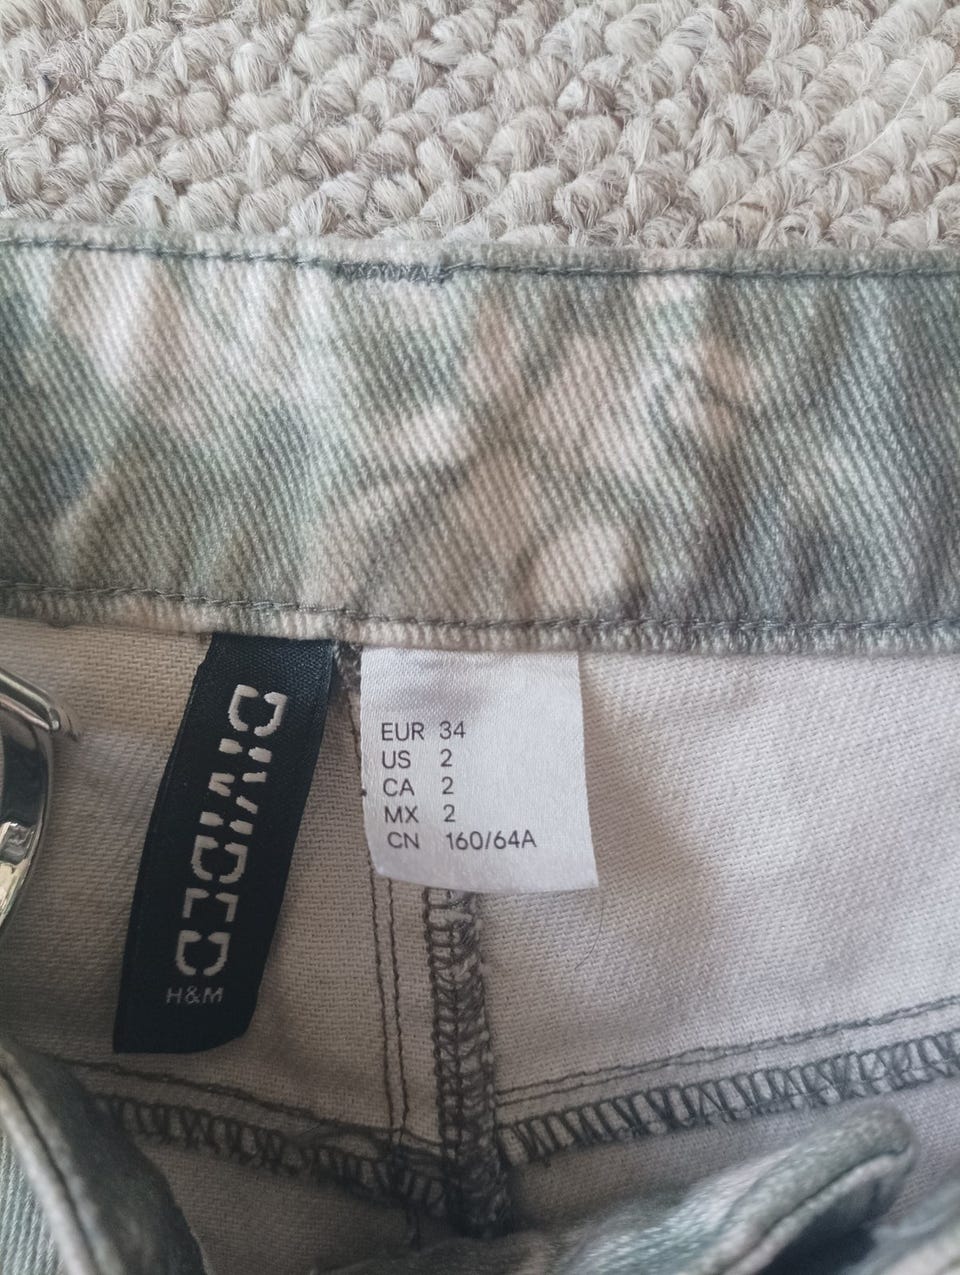 DIVIDED
H&M
EUR 34
US 2
CA 2
MX 2
CN 160/64A